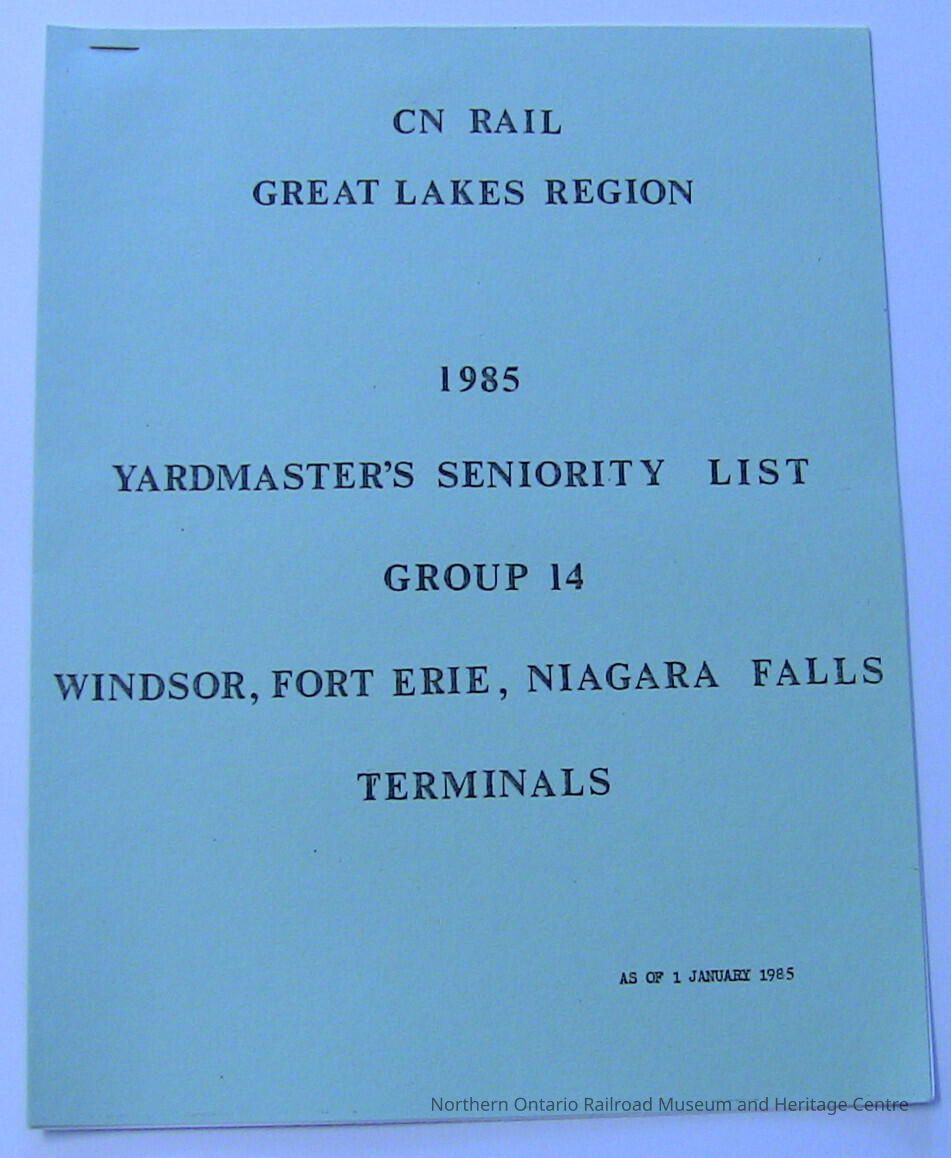 CN RAIL
GREAT LAKES REGION
1985
YARDMASTER'S SENIORITY LIST
GROUP 14
WINDSOR, FORT ERIE, NIAGARA FALLS
TERMINALS
AS OF 1 JANUARY 1985
Northern Ontario Railroad Museum and Heritage Centre